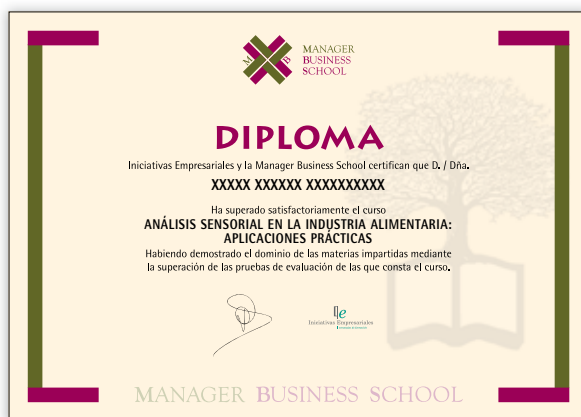 M B
MANAGER
BUSINESS
SCHOOL
DIPLOMA
Iniciativas Empresariales y la Manager Business School certifican que D. / Dña.
XXXXX XXXXXX XXXXXXXXXX
Ha superado satisfactoriamente el curso
ANÁLISIS SENSORIAL EN LA INDUSTRIA ALIMENTARIA:
APLICACIONES PRÁCTICAS
Habiendo demostrado el dominio de las materias impartidas mediante
la superación de las pruebas de evaluación de las que consta el curso.
Iniciativas Empresariales
MANAGER BUSINESS SCHOOL